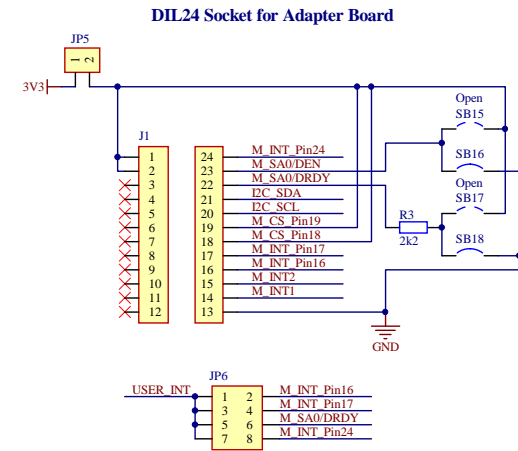 DIL24 Socket for Adapter Board
JP5
1 2
3V3
Open
SB15
J1
1 24 M_INT_Pin24
2 23 M_SA0/DEN SB16
3 22 M_SA0/DRDY
4 21 I2C_SDA Open
5 20 I2C_SCL SB17
6 19 M_CS_Pin19 R3
7 18 M_CS_Pin18
8 17 M_INT_Pin17 2k2 SB18
9 16 M_INT_Pin16
10 15 M_INT2
11 14 M_INT1
12 13
GND
JP6
USER_INT 1 2 M_INT_Pin16
3 4 M_INT_Pin17
5 6 M_SA0/DRDY
7 8 M_INT_Pin24